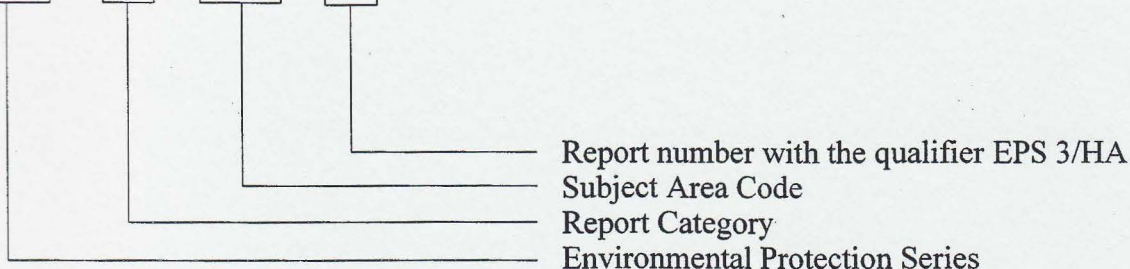 Report number with the qualifier EPS 3/HA
Subject Area Code
Report Category
Environmental Protection Series